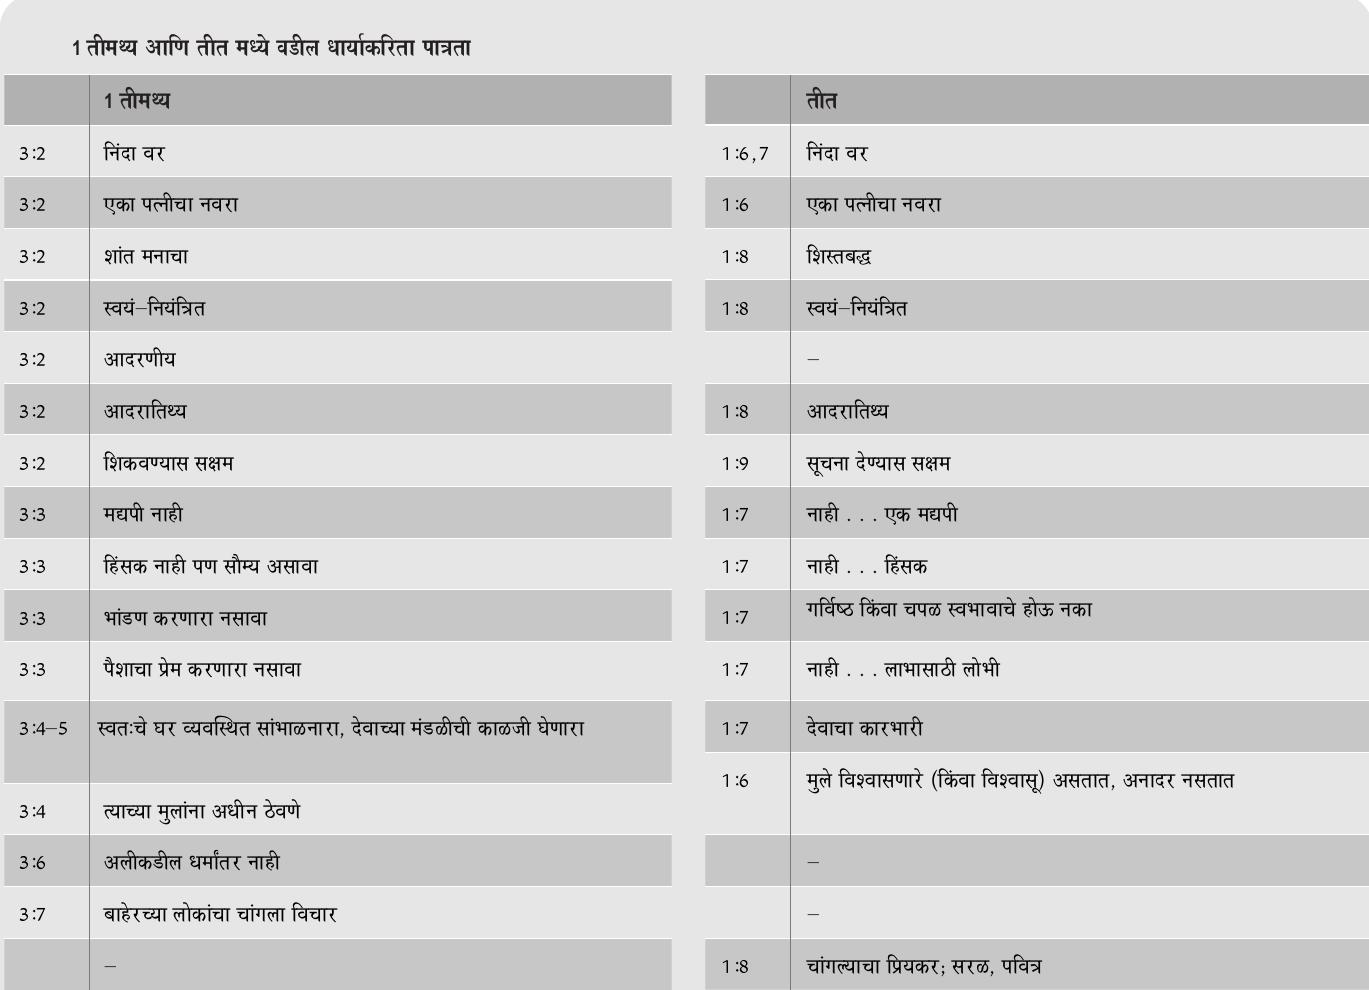 1 तीमथ्य आणि तीत मध्ये वडील धार्याकरिता पात्रता
1 तीमथ्य
तीत
3:2 निंदा वर
1:6,7 निंदा वर
3:2 एका पत्नीचा नवरा
1:6 एका पत्नीचा नवरा
3:2 शांत मनाचा
1:8 शिस्तबद्ध
3:2 स्वयं–नियंत्रित
1:8 स्वयं–नियंत्रित
3:2 आदरणीय
–
3:2 आदरातिथ्य
1:8 आदरातिथ्य
3:2 शिकवण्यास सक्षम
1:9 सूचना देण्यास सक्षम
3:3 मद्यपी नाही
1:7 नाही . . . एक मद्यपी
3:3 हिंसक नाही पण सौम्य असावा
1:7 नाही . . . हिंसक
3:3 भांडण करणारा नसावा
1:7 गर्विष्ठ किंवा चपळ स्वभावाचे होऊ नका
3:3 पैशाचा प्रेम करणारा नसावा
1:7 नाही . . . लाभासाठी लोभी
3:4–5 स्वतःचे घर व्यवस्थित सांभाळनारा, देवाच्या मंडळीची काळजी घेणारा
1:7 देवाचा कारभारी
1:6 मुले विश्वासणारे (किंवा विश्वासू) असतात, अनादर नसतात
3:4 त्याच्या मुलांना अधीन ठेवणे
3:6 अलीकडील धर्मांतर नाही
–
3:7 बाहेरच्या लोकांचा चांगला विचार
–
–
1:8 चांगल्याचा प्रियकर; सरळ, पवित्र